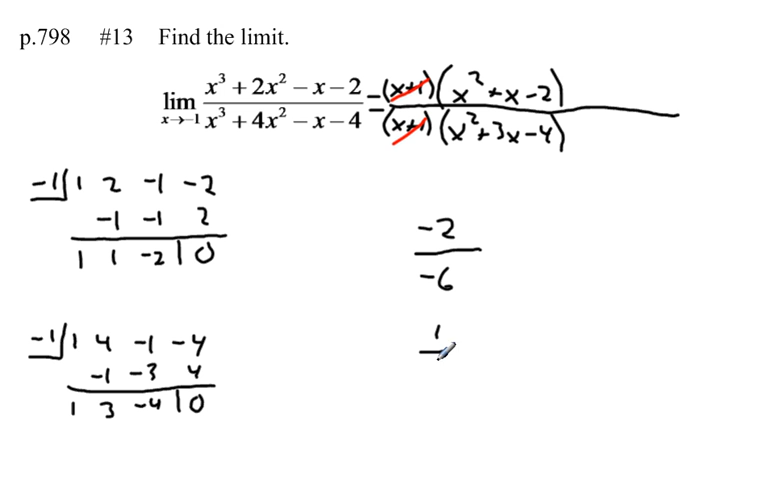 p.798 #13 Find the limit.
lim x→-1 (x³ + 2x² - x - 2)/(x³ + 4x² - x - 4) = (x+1)(x²+x-2)/(x+1)(x²+3x-4)
-1| 1 2 -1 -2
-1 -1 2
1 1 -2 | 0
-2
-6
-1| 1 4 -1 -4
-1 -3 4
1 3 -4 | 0
1